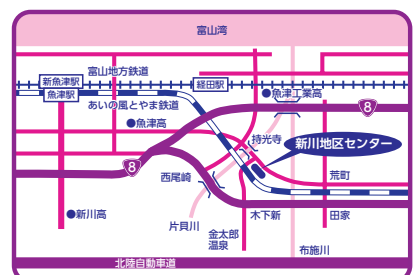 富山湾
富山地方鉄道
新魚津駅
経田駅
魚津駅
●魚津工業高
あいの風とやま鉄道
8
●魚津高
持光寺
新川地区センター
8
西尾崎
荒町
●新川高
木下新
田家
片貝川
金太郎
温泉
布施川
北陸自動車道